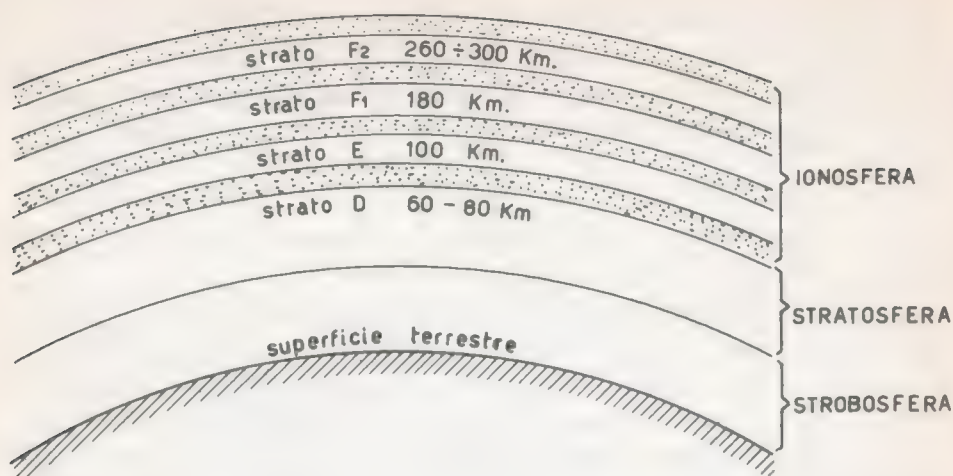 strato F2 260÷300 Km.
strato F1 180 Km.
strato E 100 Km.
strato D 60 - 80 Km
IONOSFERA
STRATOSFERA
superficie terrestre
STROBOSFERA